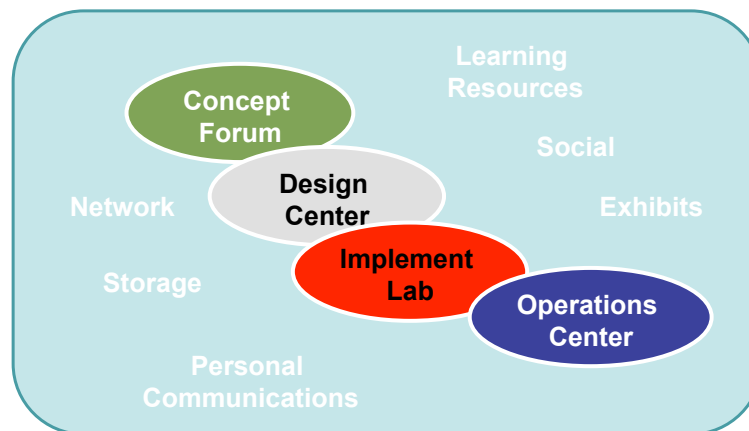 Learning
Resources
Concept
Forum
Social
Design
Center
Network
Exhibits
Implement
Lab
Storage
Operations
Center
Personal
Communications